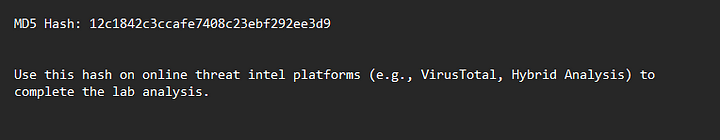 MD5 Hash: 12c1842c3ccafe7408c23ebf292ee3d9
Use this hash on online threat intel platforms (e.g., VirusTotal, Hybrid Analysis) to
complete the lab analysis.